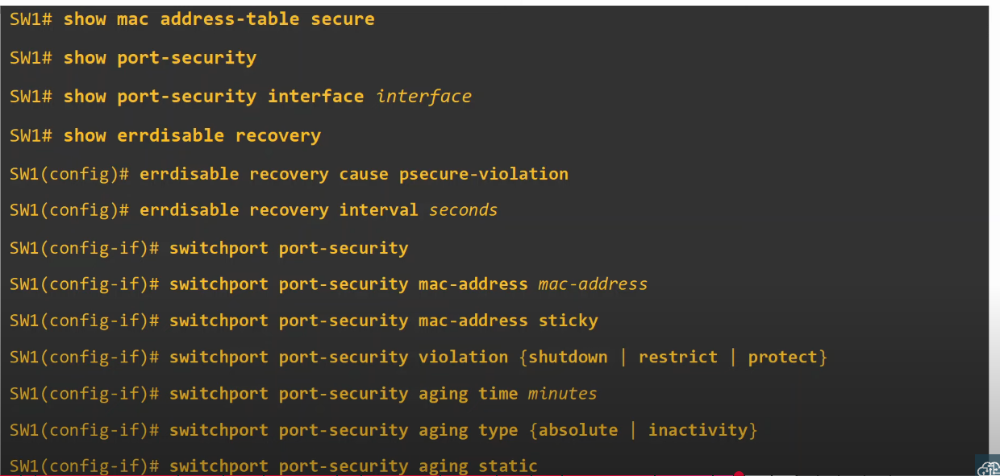 SW1# show mac address-table secure
SW1# show port-security
SW1# show port-security interface interface
SW1# show errdisable recovery
SW1(config)# errdisable recovery cause psecure-violation
SW1(config)# errdisable recovery interval seconds
SW1(config-if)# switchport port-security
SW1(config-if)# switchport port-security mac-address mac-address
SW1(config-if)# switchport port-security mac-address sticky
SW1(config-if)# switchport port-security violation {shutdown | restrict | protect}
SW1(config-if)# switchport port-security aging time minutes
SW1(config-if)# switchport port-security aging type {absolute | inactivity}
SW1(config-if)# switchport port-security aging static